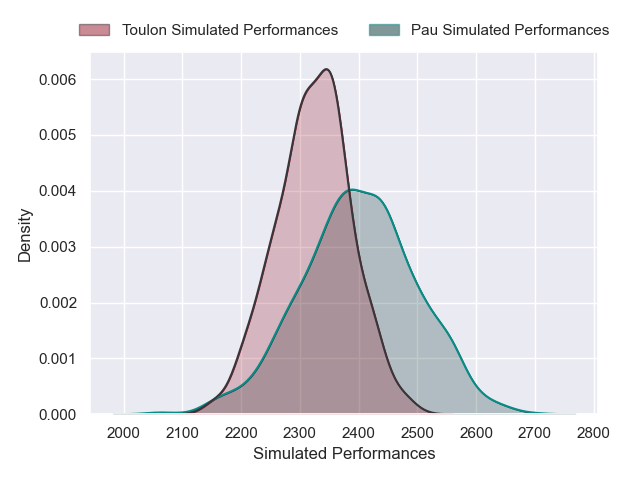 Toulon Simulated Performances
Pau Simulated Performances
0.006
0.005
0.004
0.003
0.002
0.001
0.000
Density
2000 2100 2200 2300 2400 2500 2600 2700 2800
Simulated Performances